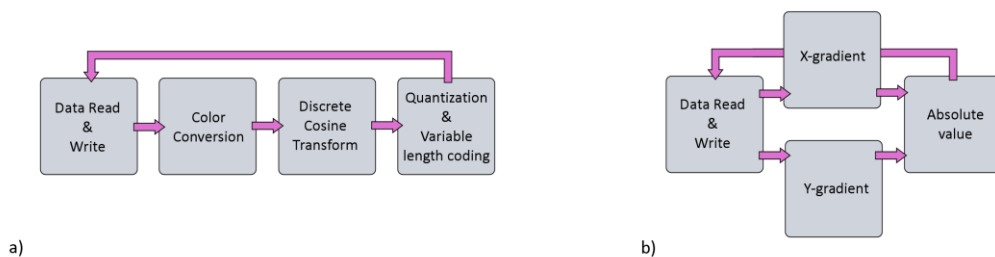 Data Read
&
Write
Color
Conversion
Discrete
Cosine
Transform
Quantization
&
Variable
length coding
a)
X-gradient
Data Read
&
Write
Absolute
value
Y-gradient
b)